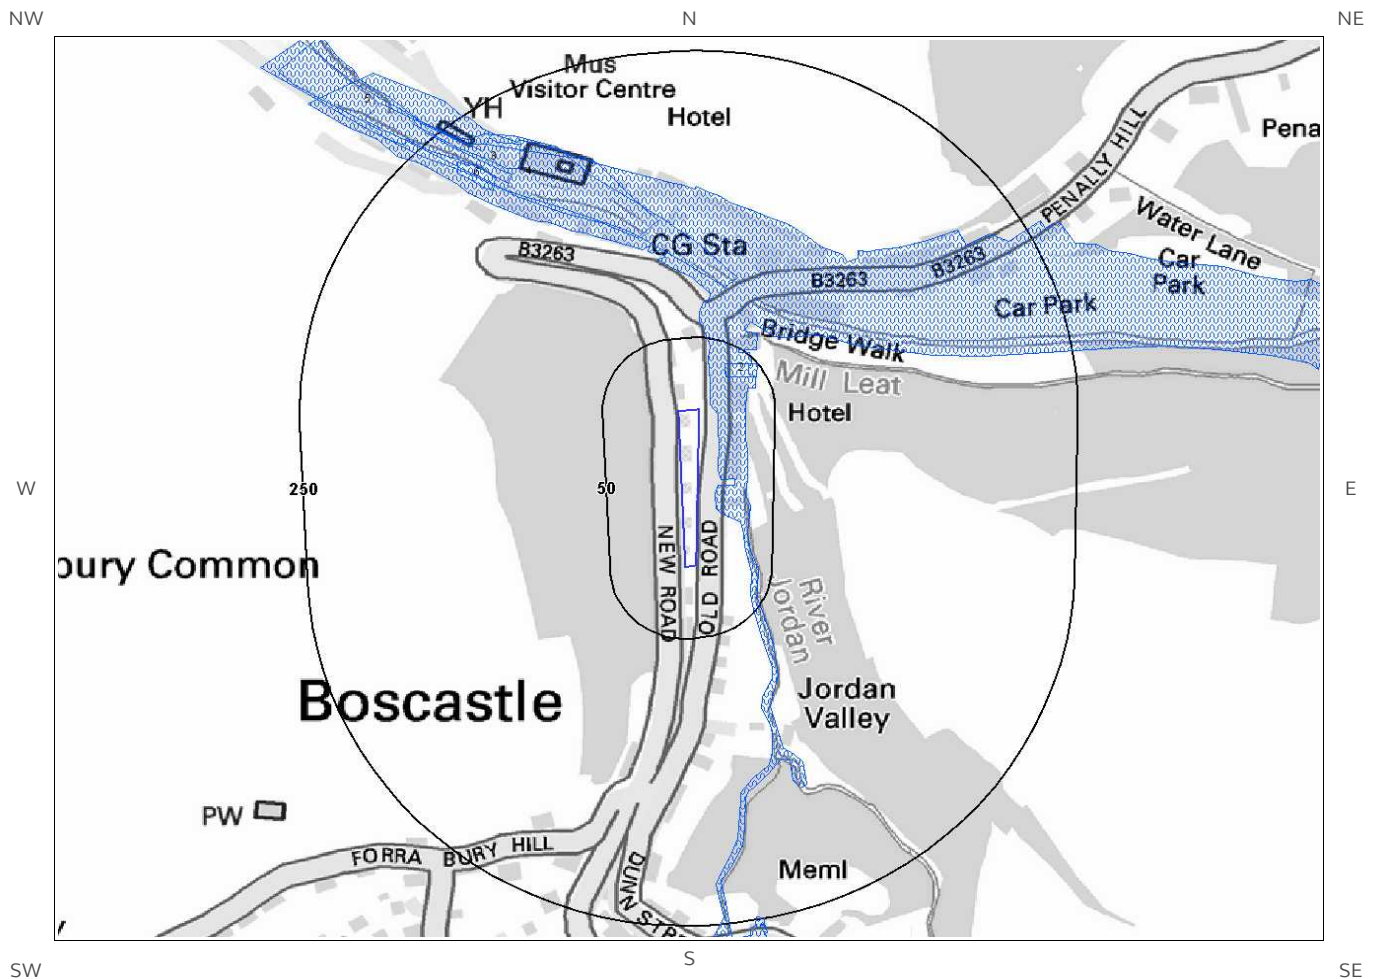 NW
N
NE
Mus
Visitor Centre
YH
Hotel
Pena
PENALLY HILL
Water Lane
CG Sta
B3263
B3263
B3263
Car
Park
Car Park
Bridge Walk
Mill Leat
Hotel
W
250
50
E
NEW ROAD
OLD ROAD
bury Common
River
Jordan
Boscastle
Jordan
Valley
PW
FORRA BURY HILL
DUNN STR
Meml
y
SW
S
SE